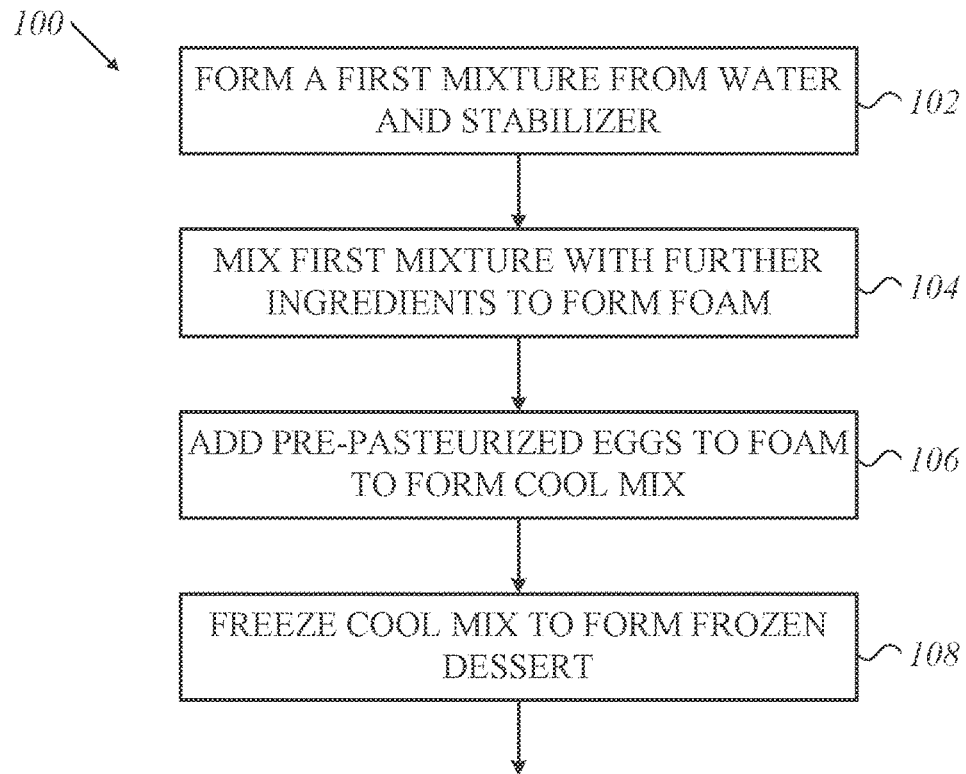 100
FORM A FIRST MIXTURE FROM WATER
AND STABILIZER
102
MIX FIRST MIXTURE WITH FURTHER
INGREDIENTS TO FORM FOAM
104
ADD PRE-PASTEURIZED EGGS TO FOAM
TO FORM COOL MIX
106
FREEZE COOL MIX TO FORM FROZEN
DESSERT
108